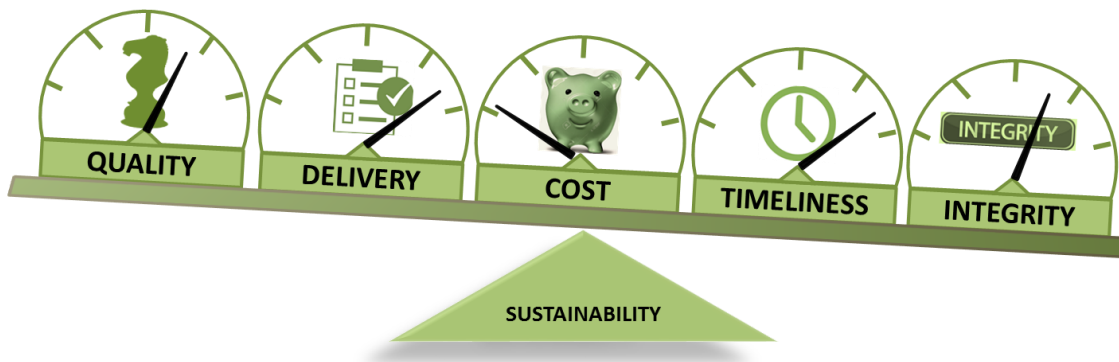 INTEGRITY
QUALITY
DELIVERY
COST
TIMELINESS
INTEGRITY
SUSTAINABILITY